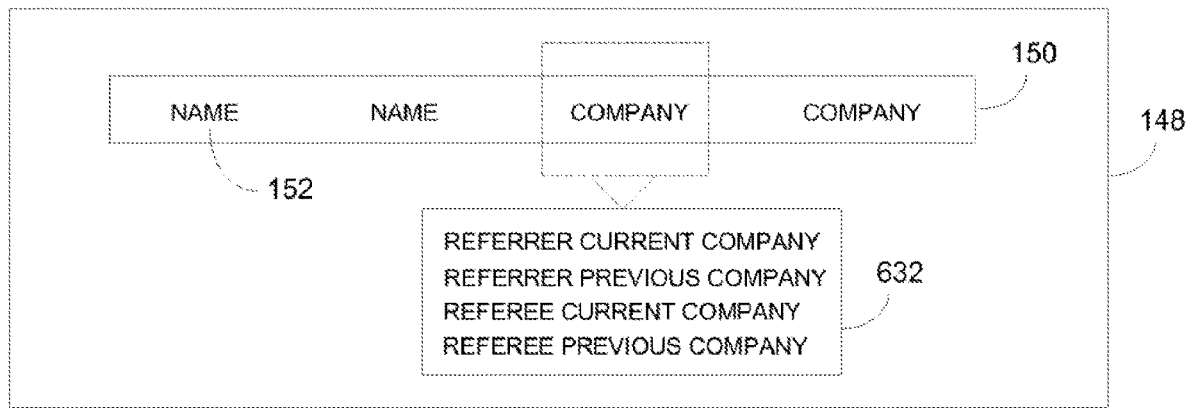 150
NAME NAME COMPANY COMPANY
148
152
REFERRER CURRENT COMPANY
REFERRER PREVIOUS COMPANY
632
REFEREE CURRENT COMPANY
REFEREE PREVIOUS COMPANY